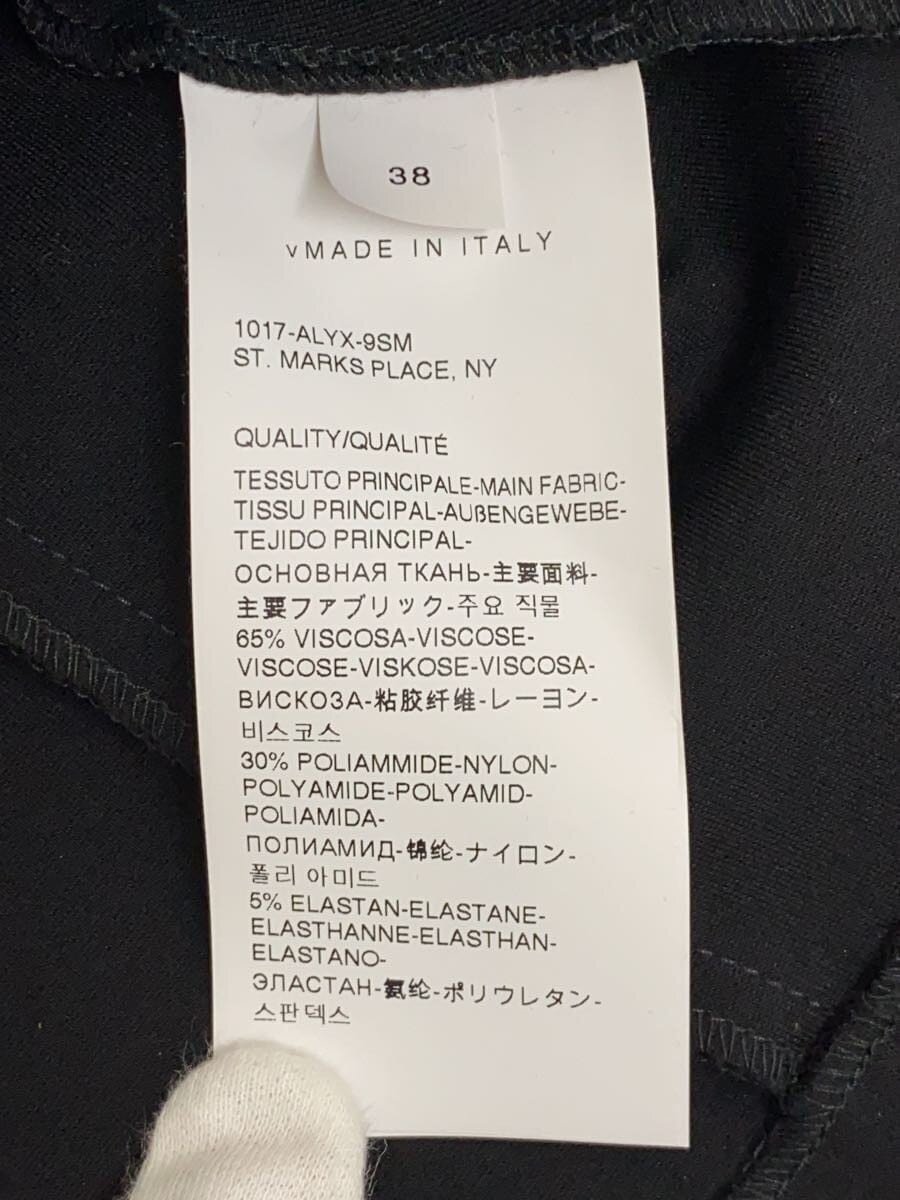 38
vMADE IN ITALY
1017-ALYX-9SM
ST. MARKS PLACE, NY
QUALITY/QUALITÉ
TESSUTO PRINCIPALE-MAIN FABRIC-
TISSU PRINCIPAL-AUßENGEWEBE-
TEJIDO PRINCIPAL-
ОСНОВНАЯ ТКАНЬ-主要面料-
主要ファブリック-주요 직물
65% VISCOSA-VISCOSE-
VISCOSE-VISKOSE-VISCOSA-
ВИСКОЗА-粘胶纤维-レーヨン-
비스코스
30% POLIAMMIDE-NYLON-
POLYAMIDE-POLYAMID-
POLIAMIDA-
ПОЛИАМИД-锦纶-ナイロン-
폴리 아미드
5% ELASTAN-ELASTANE-
ELASTHANNE-ELASTHAN-
ELASTANO-
ЭЛАСТАН-氨纶-ポリウレタン-
스판덱스